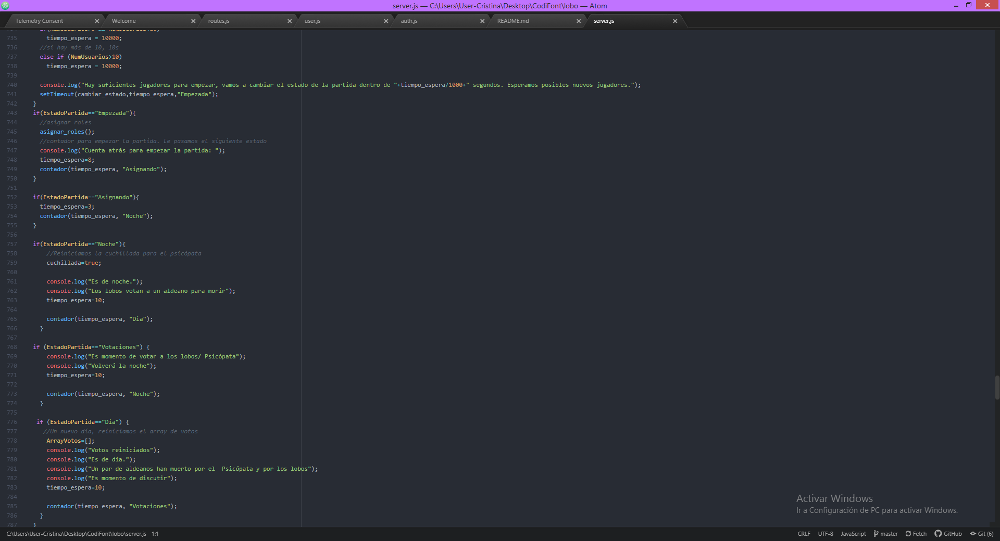 server.js — C:\Users\User-Cristina\Desktop\CodiFont\lobo — Atom
Telemetry Consent
Welcome
routes.js
user.js
auth.js
README.md
server.js
735 tiempo_espera = 10000;
736 //si hay más de 10, 10s
737 else if (NumUsuarios>10)
738 tiempo_espera = 10000;
739
740 console.log("Hay suficientes jugadores para empezar, vamos a cambiar el estado de la partida dentro de "+tiempo_espera/1000+" segundos. Esperamos posibles nuevos jugadores.");
741 setTimeout(cambiar_estado,tiempo_espera,"Empezada");
742 }
743 if(EstadoPartida=="Empezada"){
744 //asignar roles
745 asignar_roles();
746 //contador para empezar la partida. Le pasamos el siguiente estado
747 console.log("Cuenta atrás para empezar la partida: ");
748 tiempo_espera=8;
749 contador(tiempo_espera, "Asignando");
750 }
751
752 if(EstadoPartida=="Asignando"){
753 tiempo_espera=3;
754 contador(tiempo_espera, "Noche");
755 }
756
757 if(EstadoPartida=="Noche"){
758 //Reiniciamos la cuchillada para el psicópata
759 cuchillada=true;
760
761 console.log("Es de noche.");
762 console.log("Los lobos votan a un aldeano para morir");
763 tiempo_espera=10;
764
765 contador(tiempo_espera, "Dia");
766 }
767
768 if (EstadoPartida=="Votaciones") {
769 console.log("Es momento de votar a los lobos/ Psicópata");
770 console.log("Volverá la noche");
771 tiempo_espera=10;
772
773 contador(tiempo_espera, "Noche");
774 }
775
776 if (EstadoPartida=="Dia") {
777 //Un nuevo día, reiniciamos el array de votos
778 ArrayVotos=[];
779 console.log("Votos reiniciados");
780 console.log("Es de día.");
781 console.log("Un par de aldeanos han muerto por el  Psicópata y por los lobos");
782 console.log("Es momento de discutir");
783 tiempo_espera=10;
784
785 contador(tiempo_espera, "Votaciones");
786 }
787 }
Activar Windows
Ir a Configuración de PC para activar Windows.
C:\Users\User-Cristina\Desktop\CodiFont\lobo\server.js 1:1
CRLF UTF-8 JavaScript master Fetch GitHub Git (6)